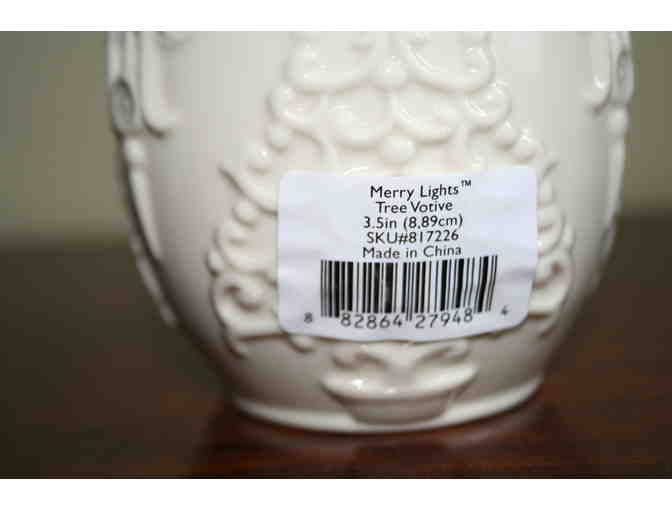 Merry Lights™
Tree Votive
3.5in (8.89cm)
SKU#817226
Made in China
8 82864 27948 4